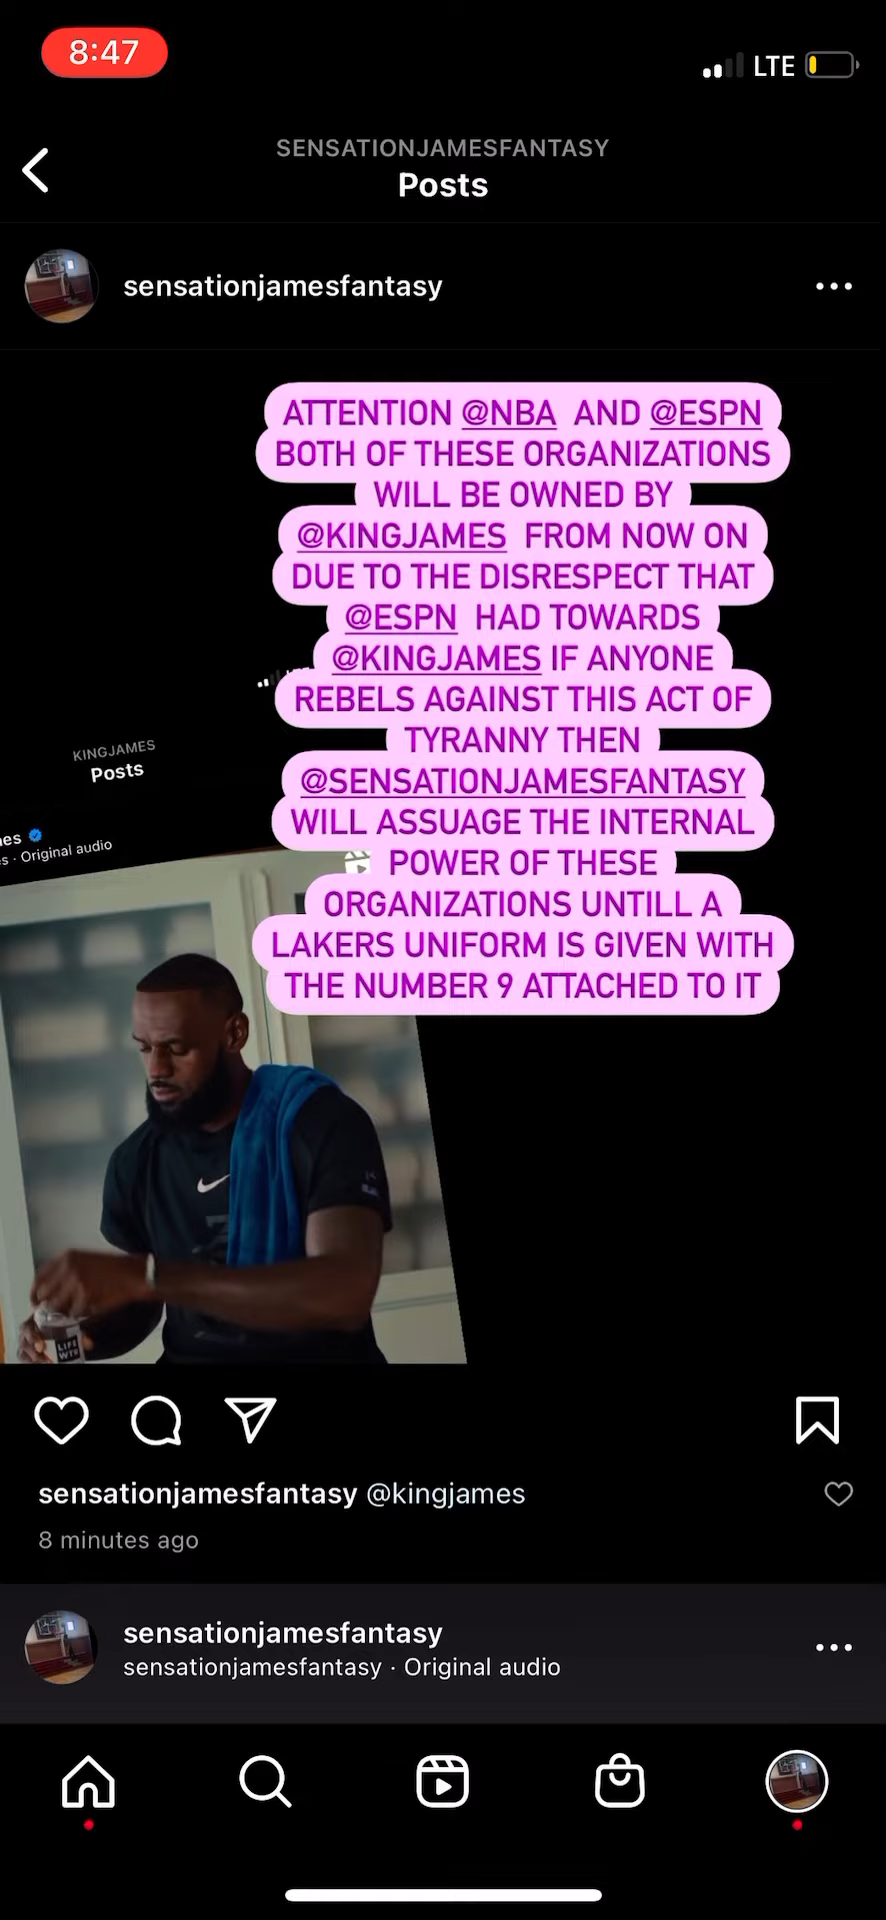 8:47
LTE
SENSATIONJAMESFANTASY
Posts
sensationjamesfantasy
ATTENTION @NBA AND @ESPN
BOTH OF THESE ORGANIZATIONS
WILL BE OWNED BY
@KINGJAMES FROM NOW ON
DUE TO THE DISRESPECT THAT
@ESPN HAD TOWARDS
@KINGJAMES IF ANYONE
REBELS AGAINST THIS ACT OF
TYRANNY THEN
@SENSATIONJAMESFANTASY
WILL ASSUAGE THE INTERNAL
POWER OF THESE
ORGANIZATIONS UNTILL A
LAKERS UNIFORM IS GIVEN WITH
THE NUMBER 9 ATTACHED TO IT
KINGJAMES
Posts
mes
s · Original audio
LIFE
WTR
sensationjamesfantasy @kingjames
8 minutes ago
sensationjamesfantasy
sensationjamesfantasy · Original audio